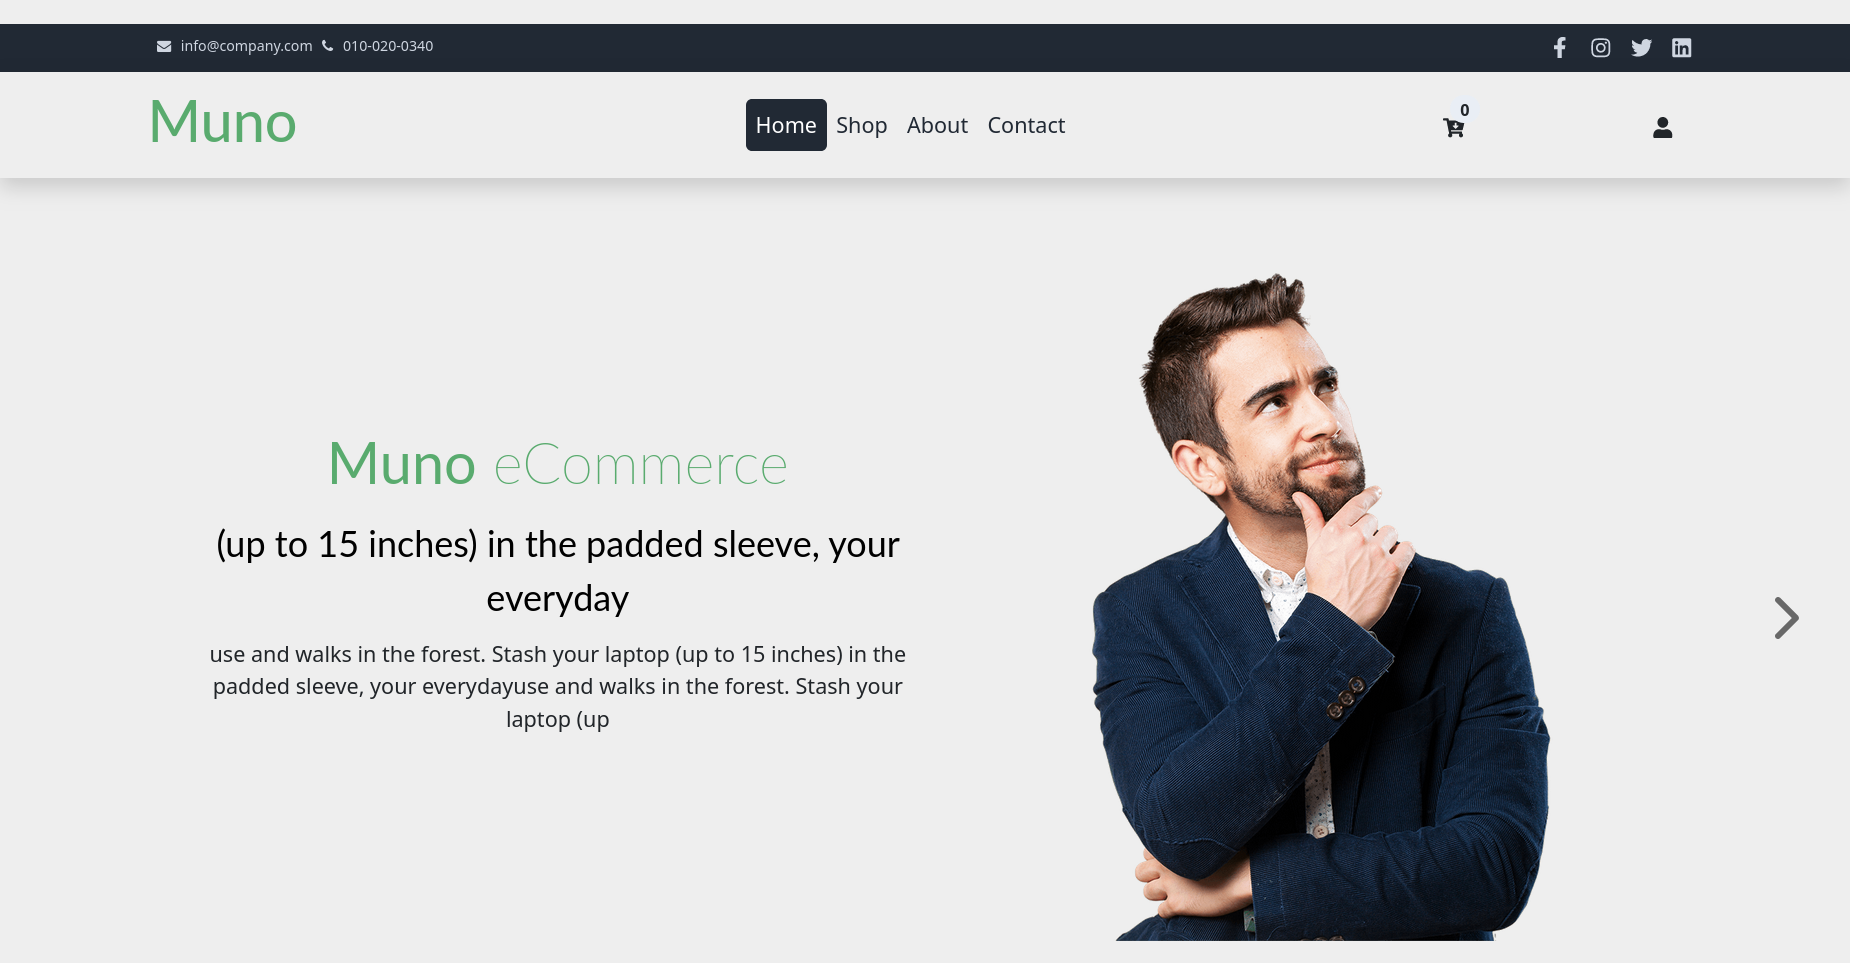 info@company.com 010-020-0340
Muno
Home Shop About Contact
0
Muno eCommerce
(up to 15 inches) in the padded sleeve, your
everyday
use and walks in the forest. Stash your laptop (up to 15 inches) in the
padded sleeve, your everydayuse and walks in the forest. Stash your
laptop (up